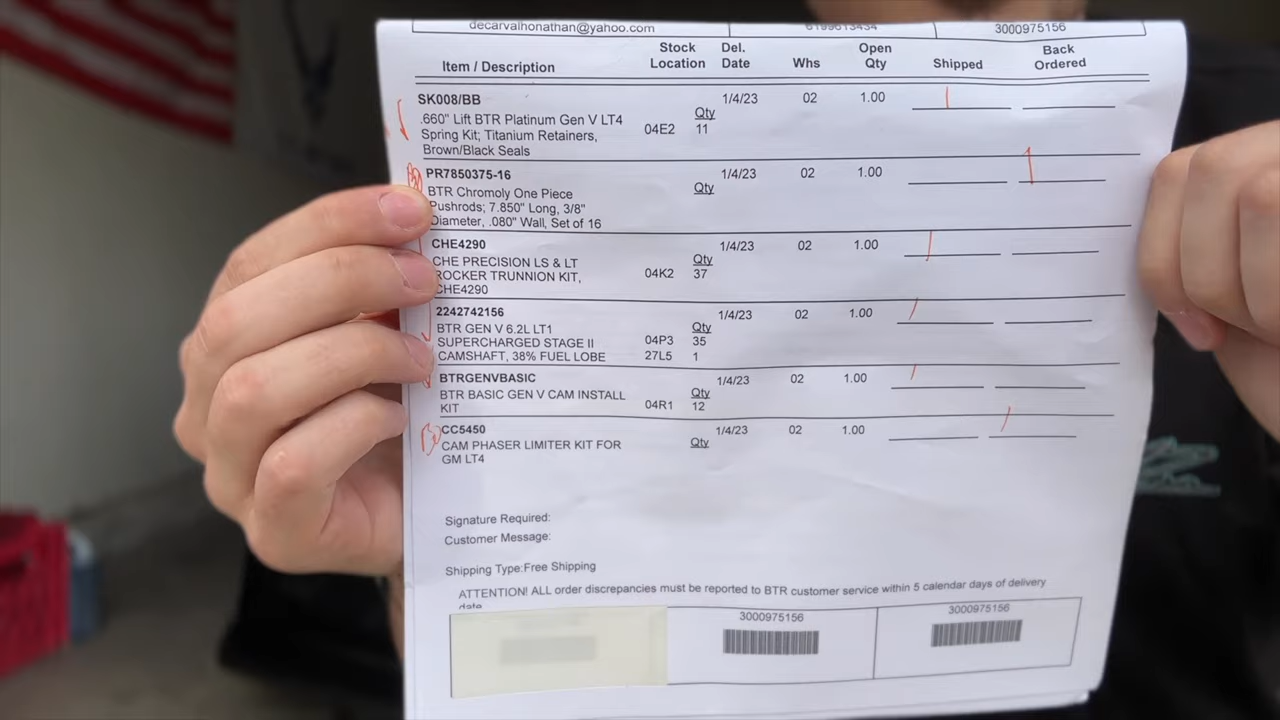 decarvalhonathan@yahoo.com 6199613434 3000975156
Item / Description Stock Location Del. Date Whs Open Qty Shipped Back Ordered
SK008/BB 1/4/23 02 1.00
.660" Lift BTR Platinum Gen V LT4 Qty
Spring Kit; Titanium Retainers, 04E2 11
Brown/Black Seals
PR7850375-16 1/4/23 02 1.00
BTR Chromoly One Piece Qty
Pushrods; 7.850" Long, 3/8"
Diameter, .080" Wall, Set of 16
CHE4290 1/4/23 02 1.00
CHE PRECISION LS & LT Qty
ROCKER TRUNNION KIT, 04K2 37
CHE4290
2242742156 1/4/23 02 1.00
BTR GEN V 6.2L LT1 Qty
SUPERCHARGED STAGE II 04P3 35
CAMSHAFT, 38% FUEL LOBE 27L5 1
BTRGENVBASIC 1/4/23 02 1.00
BTR BASIC GEN V CAM INSTALL Qty
KIT 04R1 12
CC5450 1/4/23 02 1.00
CAM PHASER LIMITER KIT FOR Qty
GM LT4
Signature Required:
Customer Message:
Shipping Type:Free Shipping
ATTENTION! ALL order discrepancies must be reported to BTR customer service within 5 calendar days of delivery
date
3000975156 3000975156